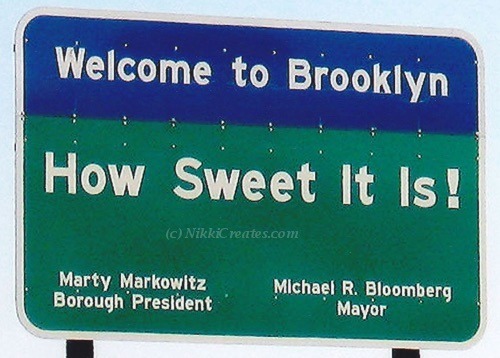 Welcome to Brooklyn
How Sweet It Is!
(c) NikkiCreates.com
Marty Markowitz
Borough President
Michael R. Bloomberg
Mayor